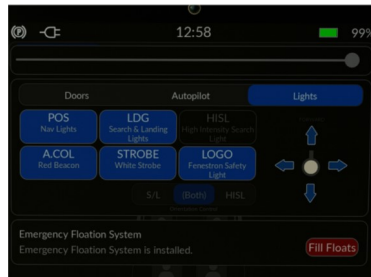 12:58
99%
Doors Autopilot Lights
POS LDG HISL
Nav Lights Search & Landing High Intensity Search
Lights Light
A.COL STROBE LOGO
Red Beacon White Strobe Fenestron Safety
Light
S/L (Both) HISL
Emergency Floation System
Emergency Floation System is installed.
Fill Floats